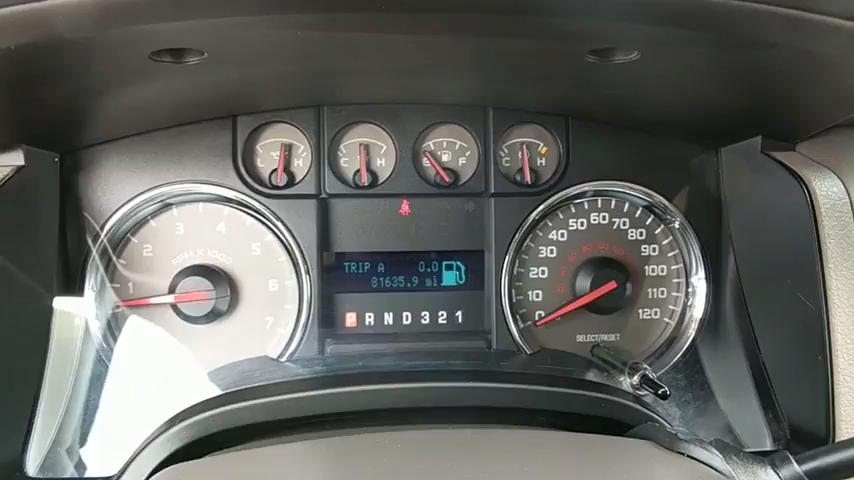 L H
C H
E F
C H
1 2 3 4 5 6 7
RPM X 1000
TRIP A 0.0
81635.9 mi
P R N D 3 2 1
0 10 20 30 40 50 60 70 80 90 100 110 120
SELECT/RESET